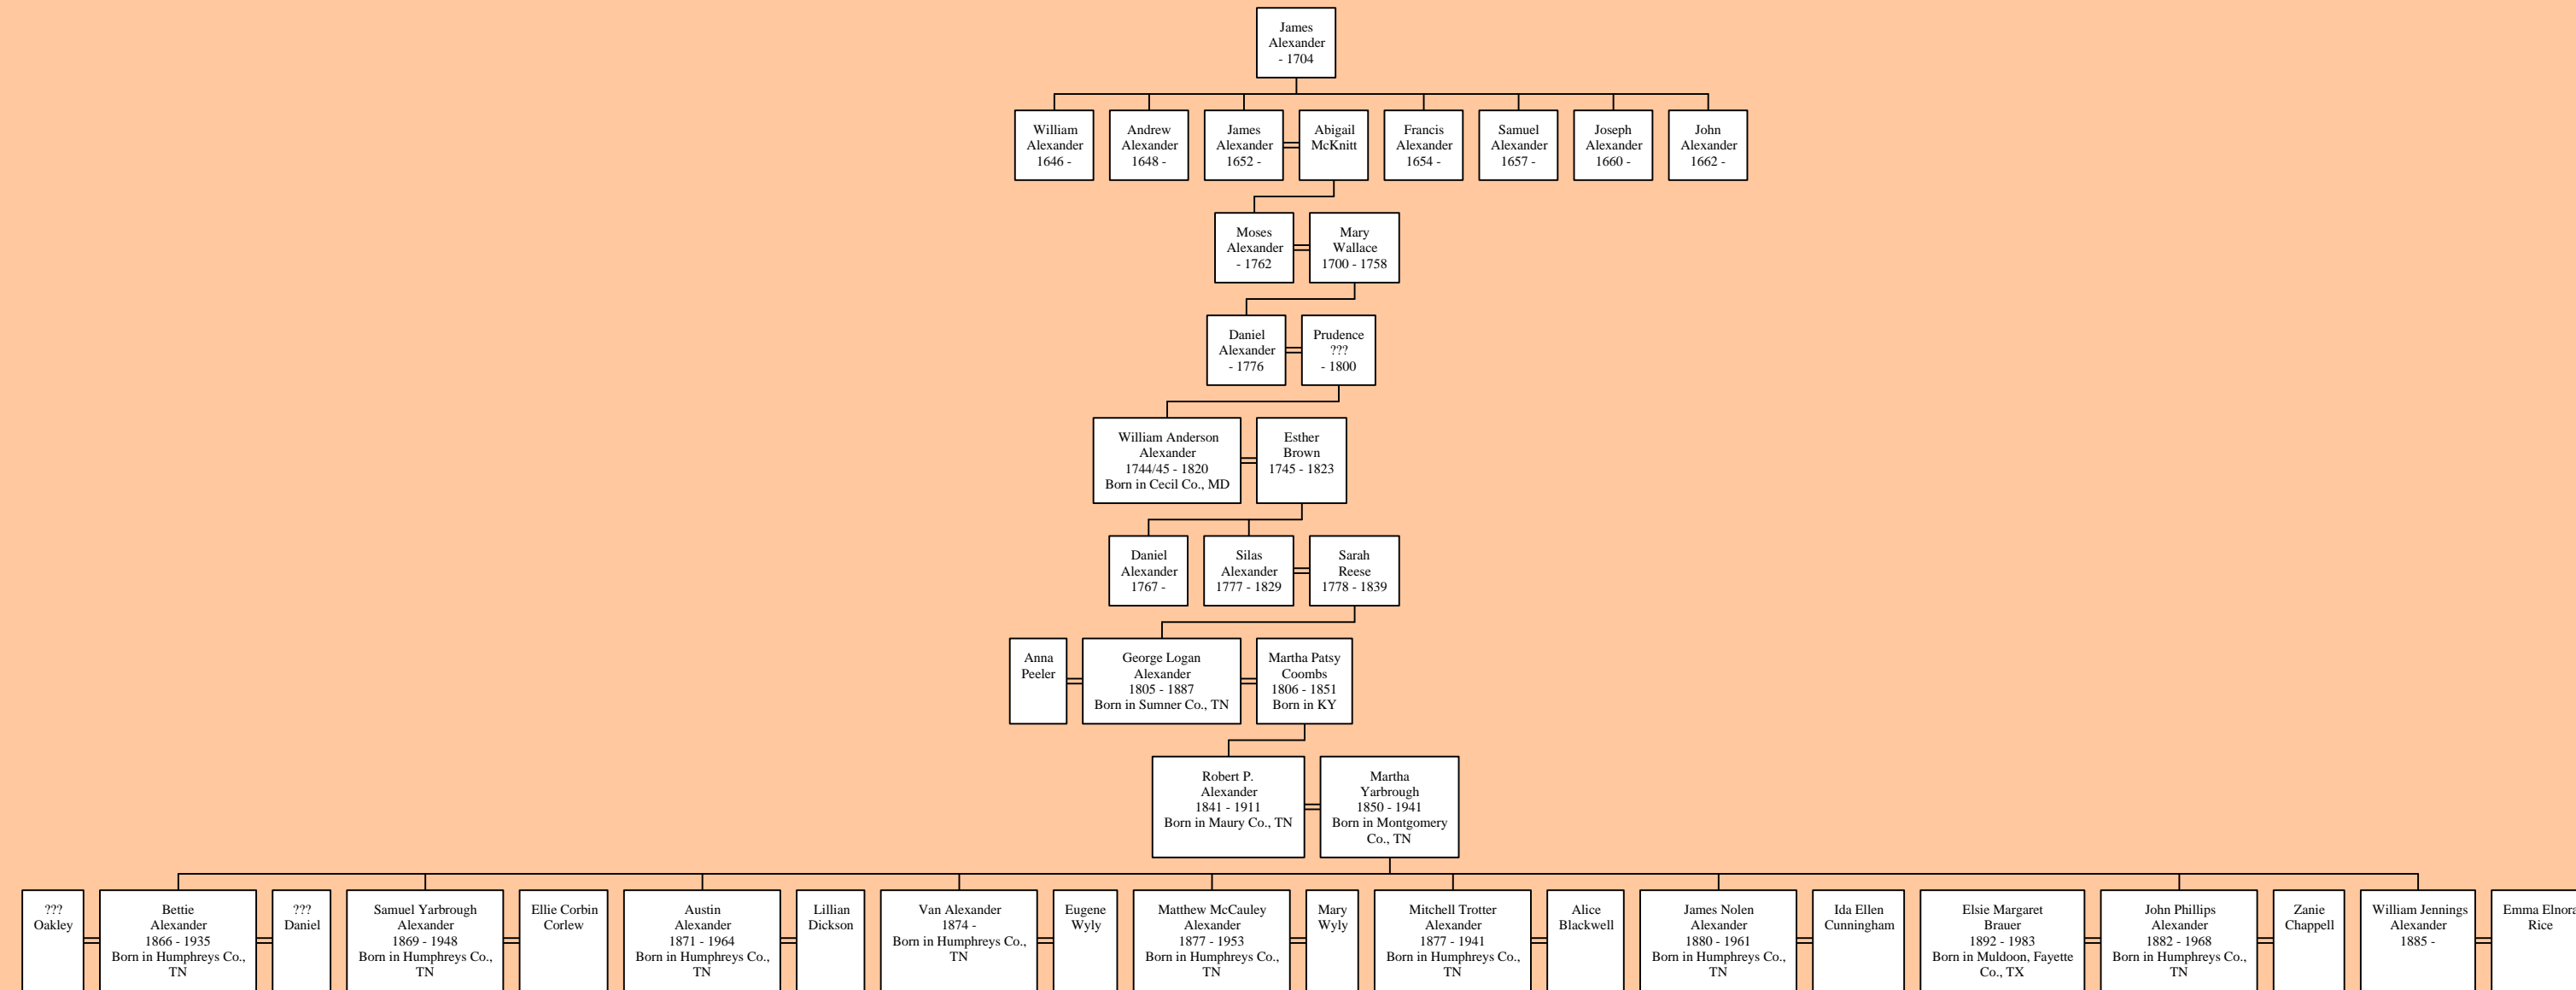 James
Alexander
- 1704
William
Alexander
1646 -
Andrew
Alexander
1648 -
James
Alexander
1652 -
Abigail
McKnitt
Francis
Alexander
1654 -
Samuel
Alexander
1657 -
Joseph
Alexander
1660 -
John
Alexander
1662 -
Moses
Alexander
- 1762
Mary
Wallace
1700 - 1758
Daniel
Alexander
- 1776
Prudence
???
- 1800
William Anderson
Alexander
1744/45 - 1820
Born in Cecil Co., MD
Esther
Brown
1745 - 1823
Daniel
Alexander
1767 -
Silas
Alexander
1777 - 1829
Sarah
Reese
1778 - 1839
Anna
Peeler
George Logan
Alexander
1805 - 1887
Born in Sumner Co., TN
Martha Patsy
Coombs
1806 - 1851
Born in KY
Robert P.
Alexander
1841 - 1911
Born in Maury Co., TN
Martha
Yarbrough
1850 - 1941
Born in Montgomery
Co., TN
???
Oakley
Bettie
Alexander
1866 - 1935
Born in Humphreys Co.,
TN
???
Daniel
Samuel Yarbrough
Alexander
1869 - 1948
Born in Humphreys Co.,
TN
Ellie Corbin
Corlew
Austin
Alexander
1871 - 1964
Born in Humphreys Co.,
TN
Lillian
Dickson
Van Alexander
1874 -
Born in Humphreys Co.,
TN
Eugene
Wyly
Matthew McCauley
Alexander
1877 - 1953
Born in Humphreys Co.,
TN
Mary
Wyly
Mitchell Trotter
Alexander
1877 - 1941
Born in Humphreys Co.,
TN
Alice
Blackwell
James Nolen
Alexander
1880 - 1961
Born in Humphreys Co.,
TN
Ida Ellen
Cunningham
Elsie Margaret
Brauer
1892 - 1983
Born in Muldoon, Fayette
Co., TX
John Phillips
Alexander
1882 - 1968
Born in Humphreys Co.,
TN
Zanie
Chappell
William Jennings
Alexander
1885 -
Emma Elnora
Rice